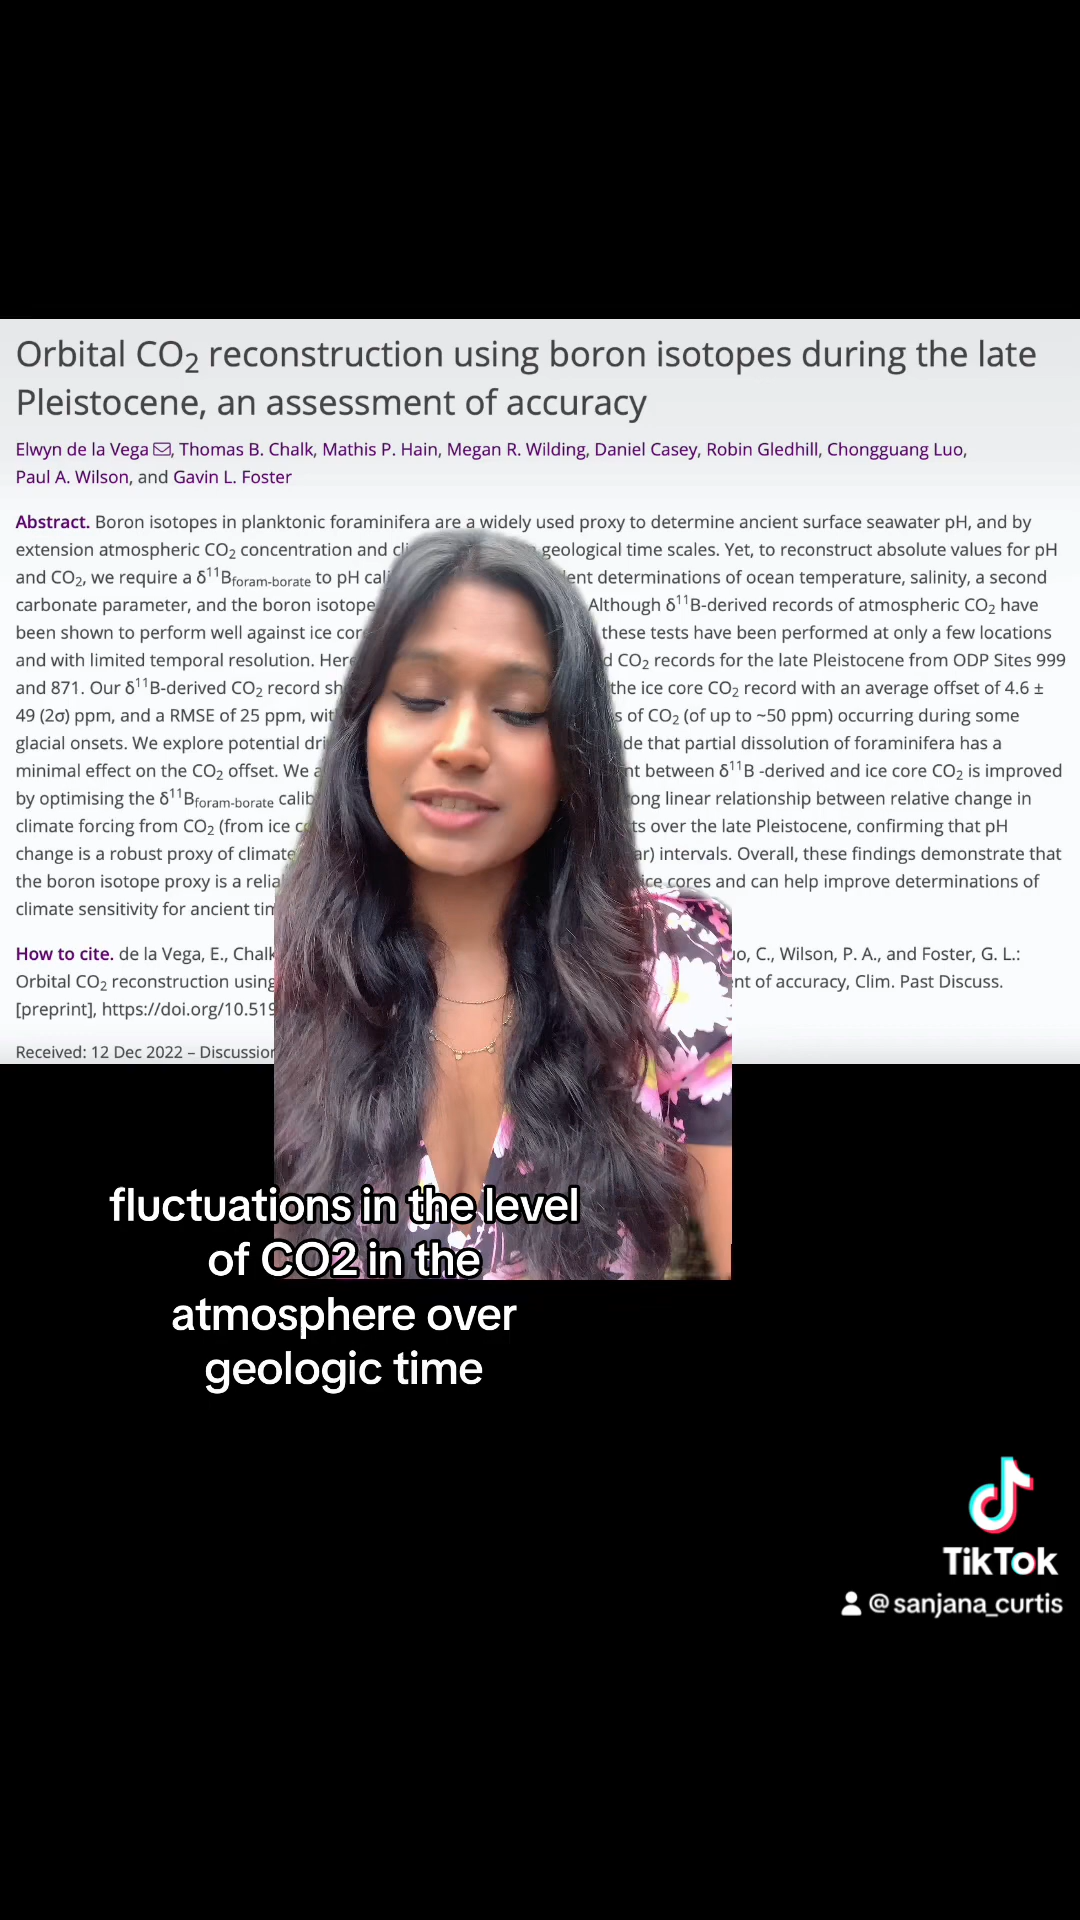 Orbital CO₂ reconstruction using boron isotopes during the late
Pleistocene, an assessment of accuracy
Elwyn de la Vega, Thomas B. Chalk, Mathis P. Hain, Megan R. Wilding, Daniel Casey, Robin Gledhill, Chongguang Luo,
Paul A. Wilson, and Gavin L. Foster
Abstract. Boron isotopes in planktonic foraminifera are a widely used proxy to determine ancient surface seawater pH, and by
extension atmospheric CO₂ concentration and geological time scales. Yet, to reconstruct absolute values for pH
and CO₂, we require a δ¹¹Bforam-borate to pH determinations of ocean temperature, salinity, a second
carbonate parameter, and the boron Although δ¹¹B-derived records of atmospheric CO₂ have
been shown to perform well against ice these tests have been performed at only a few locations
and with limited temporal resolution. CO₂ records for the late Pleistocene from ODP Sites 999
and 871. Our δ¹¹B-derived CO₂ record the ice core CO₂ record with an average offset of 4.6 ±
49 (2σ) ppm, and a RMSE of 25 ppm, of CO₂ (of up to ~50 ppm) occurring during some
glacial onsets. We explore potential that partial dissolution of foraminifera has a
minimal effect on the CO₂ offset. We between δ¹¹B -derived and ice core CO₂ is improved
by optimising the δ¹¹Bforam-borate linear relationship between relative change in
climate forcing from CO₂ (from ice over the late Pleistocene, confirming that pH
change is a robust proxy of climate intervals. Overall, these findings demonstrate that
the boron isotope proxy is a ice cores and can help improve determinations of
climate sensitivity for ancient
How to cite. de la Vega, E., Chalk C., Wilson, P. A., and Foster, G. L.:
Orbital CO₂ reconstruction using of accuracy, Clim. Past Discuss.
[preprint], https://doi.org/10.519
Received: 12 Dec 2022 – Discussion
fluctuations in the level
of CO2 in the
atmosphere over
geologic time
TikTok
@sanjana_curtis